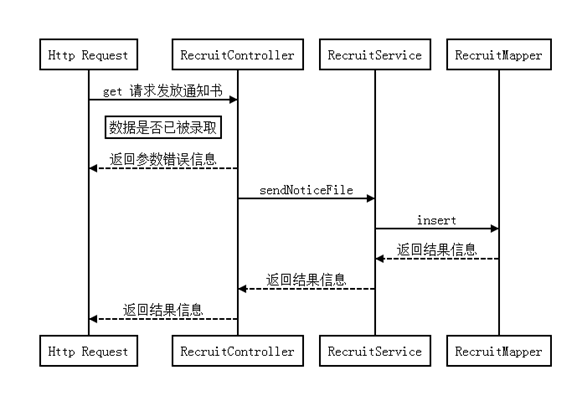 Http Request RecruitController RecruitService RecruitMapper
get 请求发放通知书
数据是否已被录取
返回参数错误信息
sendNoticeFile
insert
返回结果信息
返回结果信息
返回结果信息
Http Request RecruitController RecruitService RecruitMapper